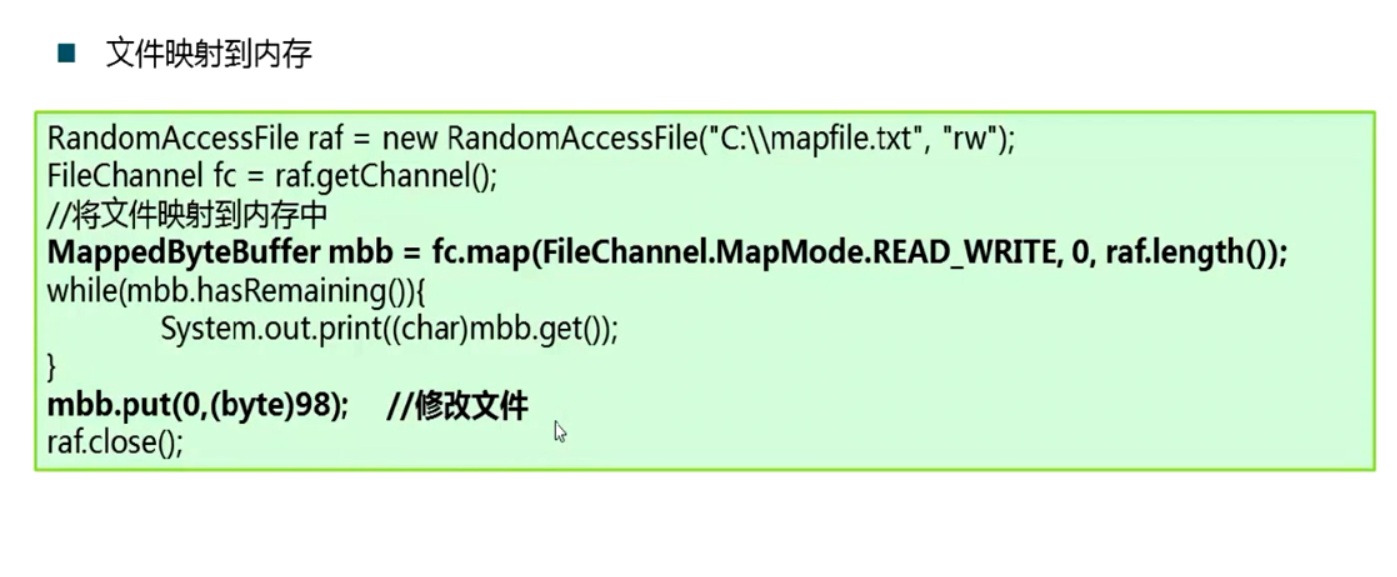 ■ 文件映射到内存
RandomAccessFile raf = new RandomAccessFile("C:\\mapfile.txt", "rw");
FileChannel fc = raf.getChannel();
//将文件映射到内存中
MappedByteBuffer mbb = fc.map(FileChannel.MapMode.READ_WRITE, 0, raf.length());
while(mbb.hasRemaining()){
System.out.print((char)mbb.get());
}
mbb.put(0,(byte)98); //修改文件
raf.close();